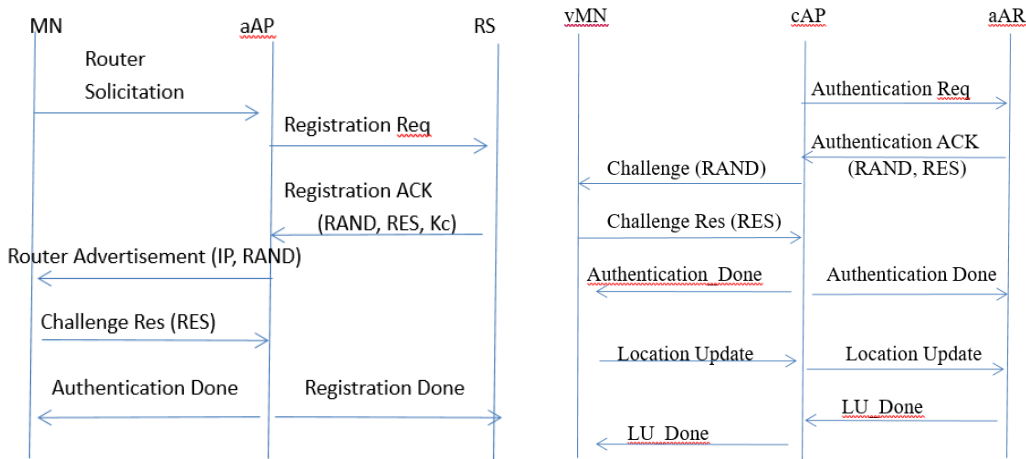 MN aAP RS
Router
Solicitation
Registration Req
Registration ACK
(RAND, RES, Kc)
Router Advertisement (IP, RAND)
Challenge Res (RES)
Authentication Done Registration Done
vMN cAP aAR
Authentication Req
Authentication ACK
(RAND, RES)
Challenge (RAND)
Challenge Res (RES)
Authentication_Done Authentication Done
Location Update Location Update
LU_Done
LU_Done